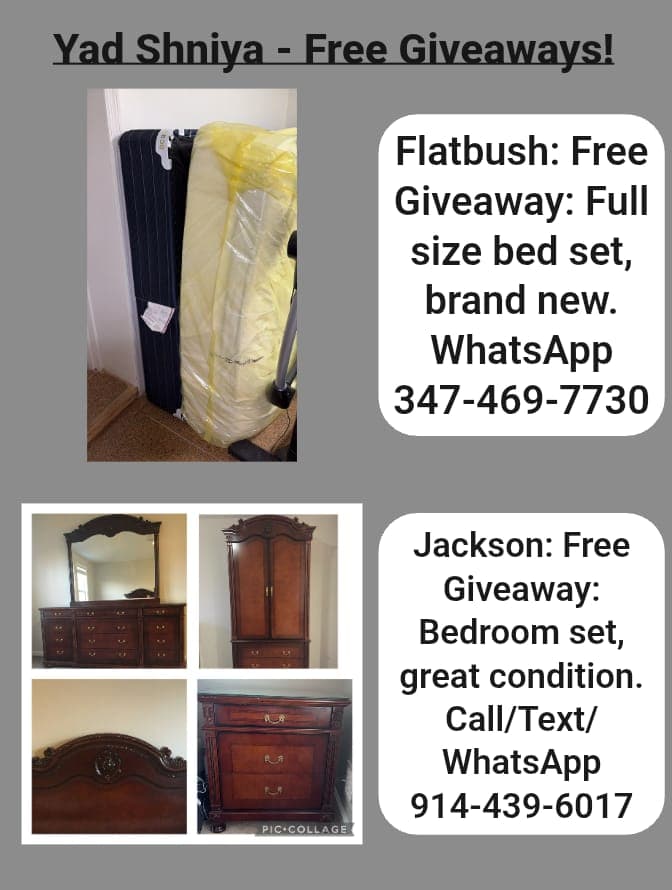 Yad Shniya - Free Giveaways!
Flatbush: Free
Giveaway: Full
size bed set,
brand new.
WhatsApp
347-469-7730
Jackson: Free
Giveaway:
Bedroom set,
great condition.
Call/Text/
WhatsApp
914-439-6017
PIC•COLLAGE